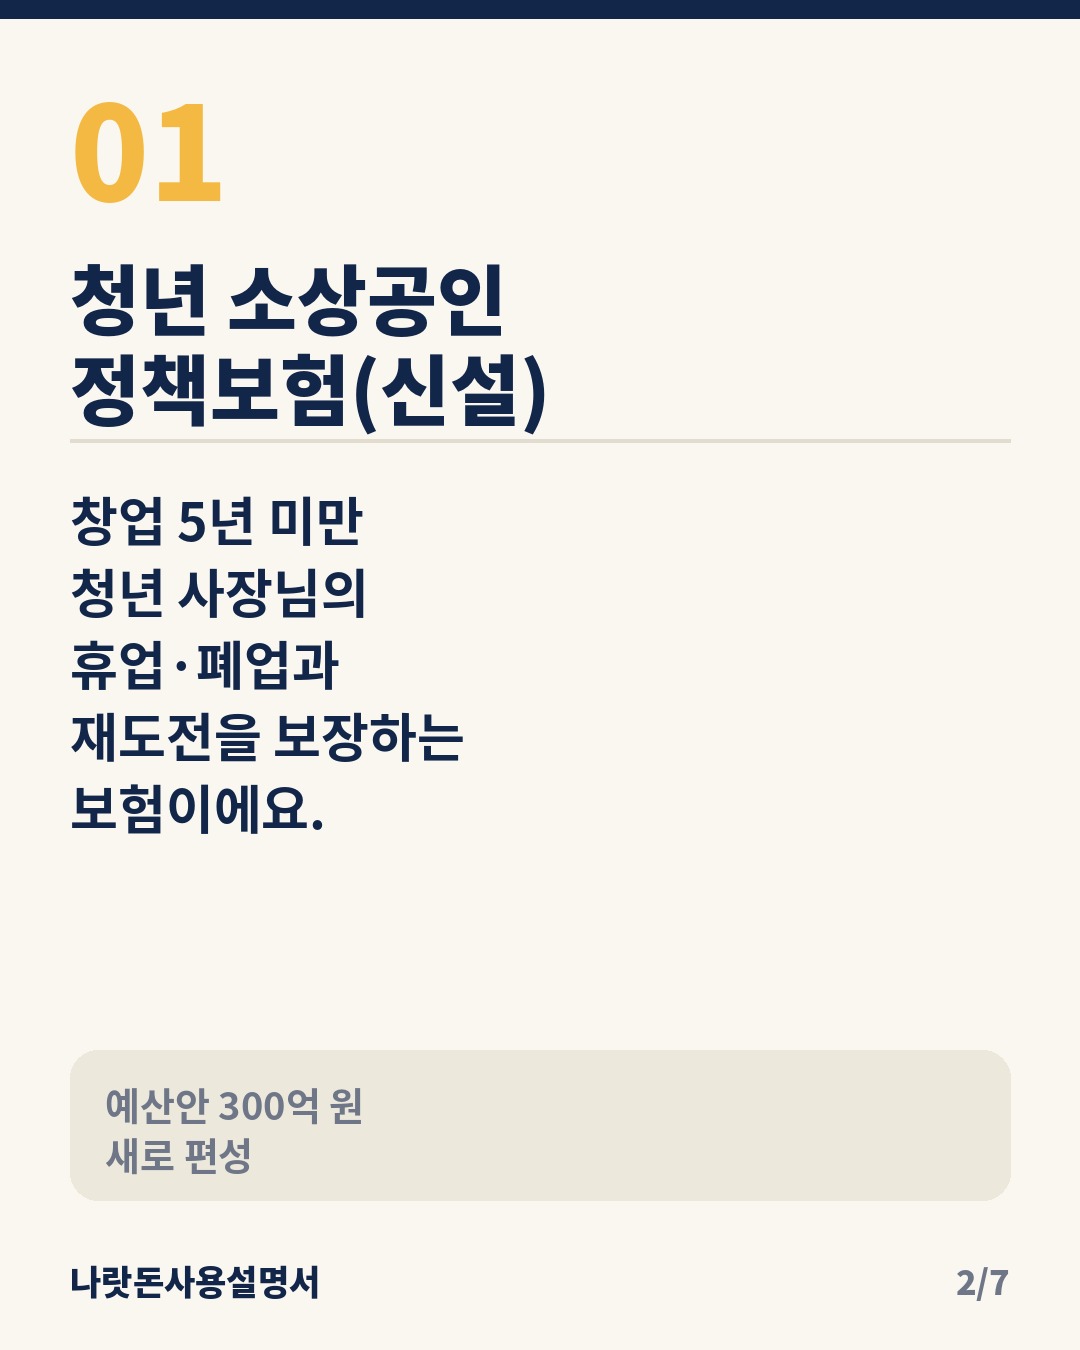 01
청년 소상공인
정책보험(신설)
창업 5년 미만
청년 사장님의
휴업·폐업과
재도전을 보장하는
보험이에요.
예산안 300억 원
새로 편성
나랏돈사용설명서
2/7